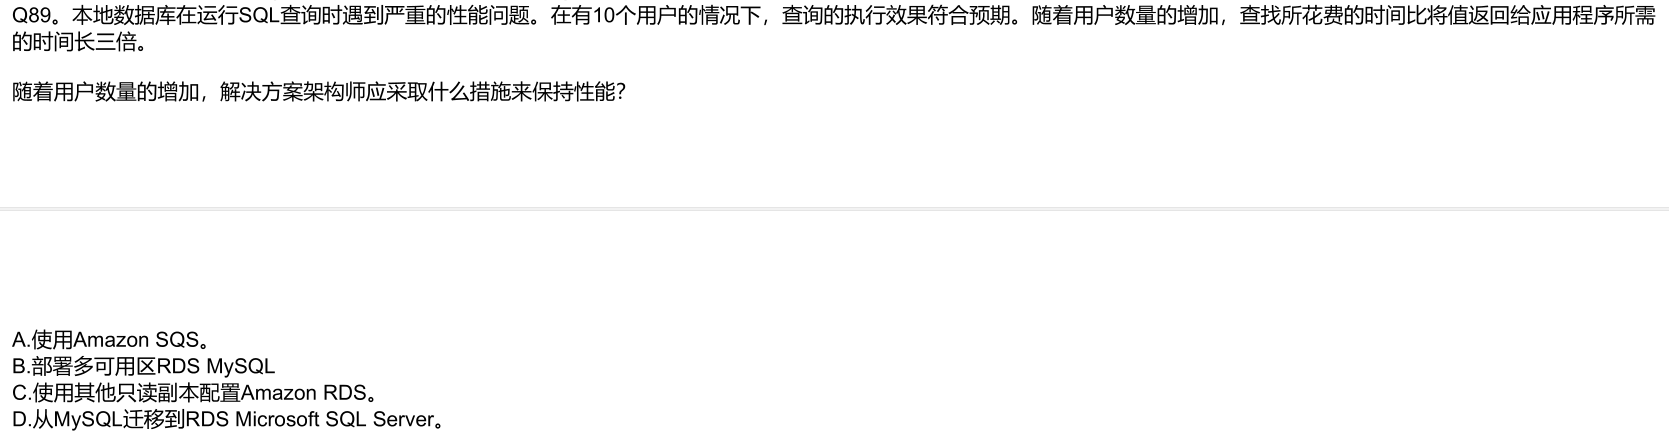 Q89。本地数据库在运行SQL查询时遇到严重的性能问题。在有10个用户的情况下，查询的执行效果符合预期。随着用户数量的增加，查找所花费的时间比将值返回给应用程序所需
的时间长三倍。
随着用户数量的增加，解决方案架构师应采取什么措施来保持性能？
A.使用Amazon SQS。
B.部署多可用区RDS MySQL
C.使用其他只读副本配置Amazon RDS。
D.从MySQL迁移到RDS Microsoft SQL Server。